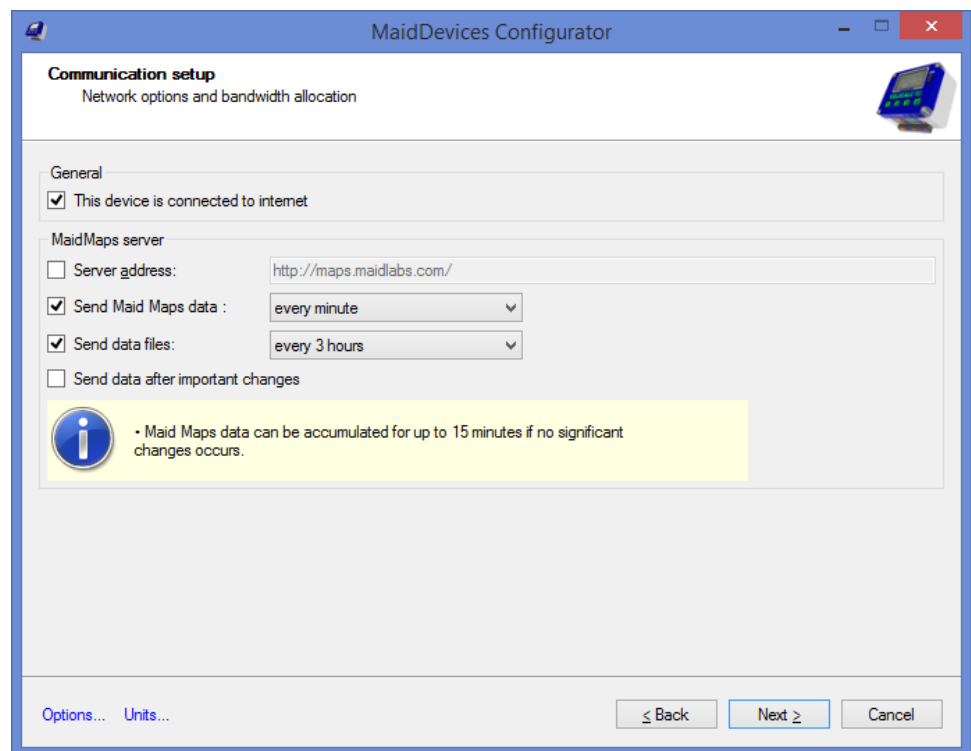 MaidDevices Configurator
Communication setup
Network options and bandwidth allocation
General
This device is connected to internet
MaidMaps server
Server address: http://maps.maidlabs.com/
Send Maid Maps data : every minute
Send data files: every 3 hours
Send data after important changes
• Maid Maps data can be accumulated for up to 15 minutes if no significant
changes occurs.
Options... Units... < Back Next > Cancel